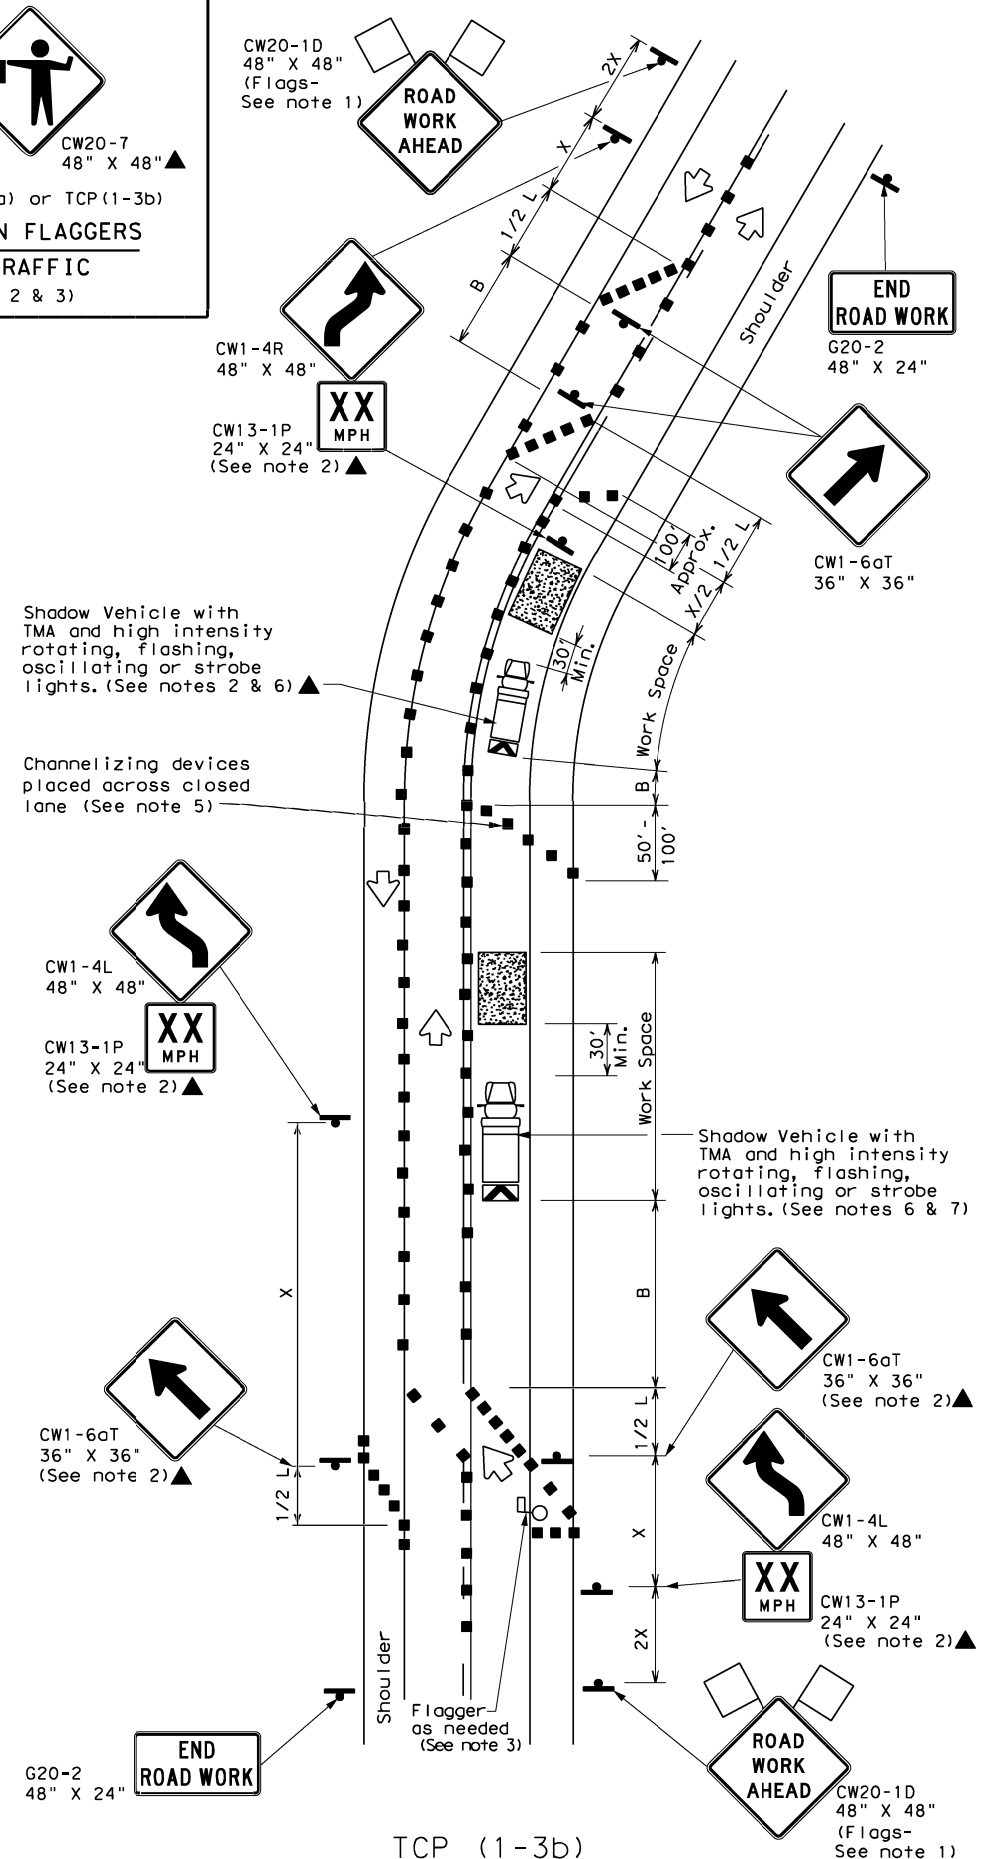 CW20-7
48" X 48"
a) or TCP(1-3b)
N FLAGGERS
RAFFIC
2 & 3)
CW20-1D
48" X 48"
(Flags-
See note 1)
ROAD
WORK
AHEAD
2X
X
1/2 L
B
CW1-4R
48" X 48"
XX
MPH
CW13-1P
24" X 24"
(See note 2)
Shoulder
END
ROAD WORK
G20-2
48" X 24"
CW1-6aT
36" X 36"
100'
Approx.
1/2 L
X/2
Shadow Vehicle with
TMA and high intensity
rotating, flashing,
oscillating or strobe
lights. (See notes 2 & 6)
30'
Min.
Work Space
B
Channelizing devices
placed across closed
lane (See note 5)
50' -
100'
CW1-4L
48" X 48"
XX
MPH
CW13-1P
24" X 24"
(See note 2)
30'
Min.
Work Space
Shadow Vehicle with
TMA and high intensity
rotating, flashing,
oscillating or strobe
lights. (See notes 6 & 7)
X
B
CW1-6aT
36" X 36"
(See note 2)
1/2 L
CW1-6aT
36" X 36"
(See note 2)
1/2 L
X
CW1-4L
48" X 48"
XX
MPH
CW13-1P
24" X 24"
(See note 2)
2X
Shoulder
Flagger
as needed
(See note 3)
END
ROAD WORK
G20-2
48" X 24"
ROAD
WORK
AHEAD
CW20-1D
48" X 48"
(Flags-
See note 1)
TCP (1-3b)